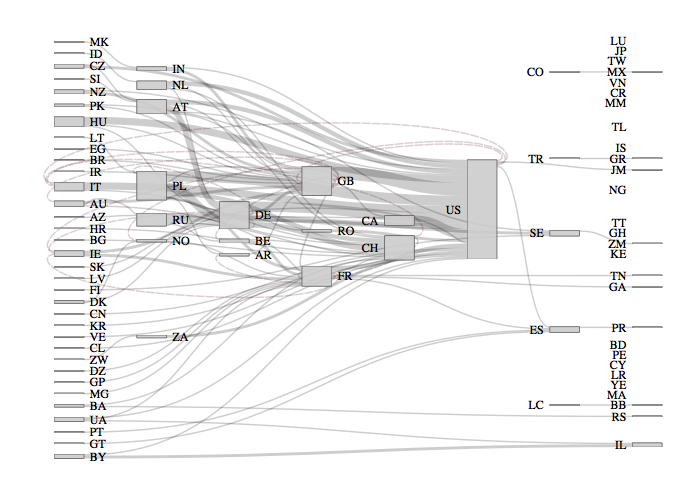 MK
ID
CZ
SI
NZ
PK
HU
LT
EG
BR
IR
IT
AU
AZ
HR
BG
IE
SK
LV
FI
DK
CN
KR
VE
CL
ZW
DZ
GP
MG
BA
UA
PT
GT
BY
IN
NL
AT
PL
RU
NO
ZA
DE
BE
AR
GB
RO
FR
CA
CH
US
CO
TR
SE
ES
LC
LU
JP
TW
MX
VN
CR
MM
TL
IS
GR
JM
NG
TT
GH
ZM
KE
TN
GA
PR
BD
PE
CY
LR
YE
MA
BB
RS
IL